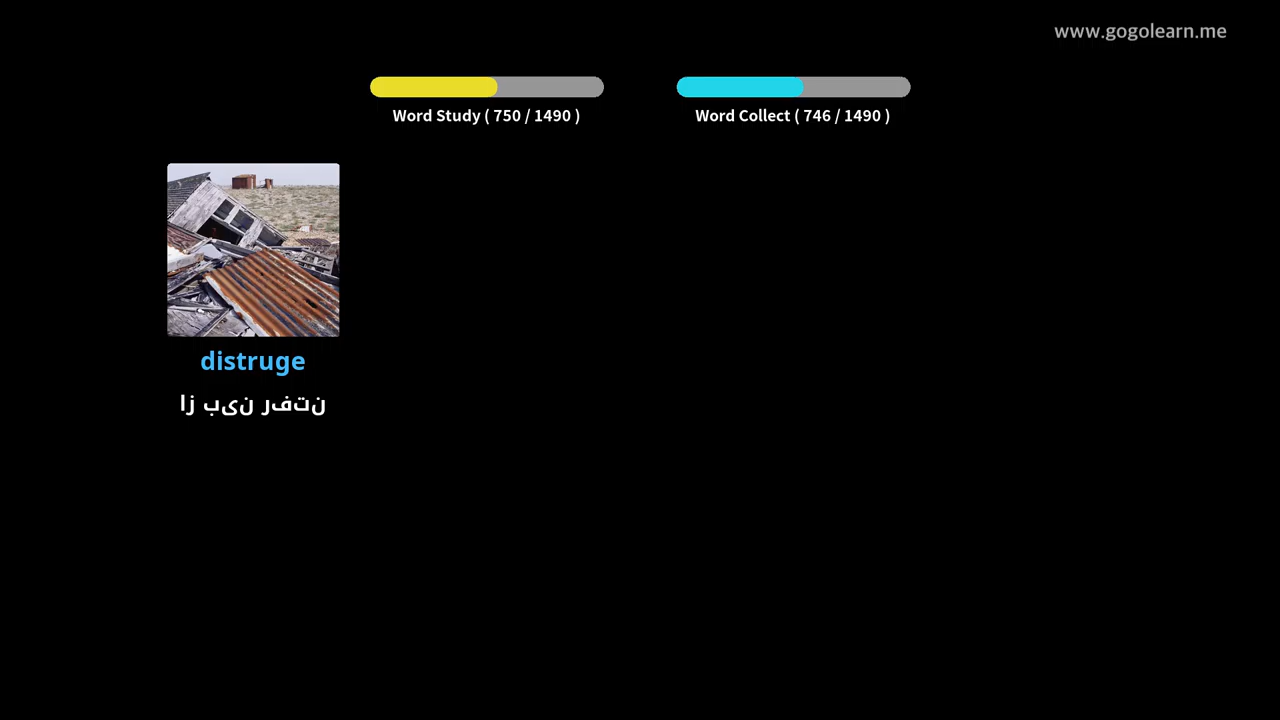 www.gogolearn.me
Word Study ( 750 / 1490 )
Word Collect ( 746 / 1490 )
distruge
از بین رفتن